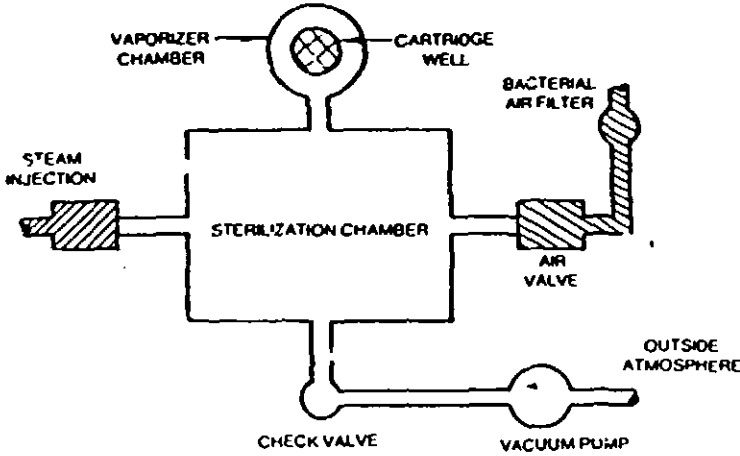 VAPORIZER
CHAMBER
CARTRIDGE
WELL
BACTERIAL
AIR FILTER
STEAM
INJECTION
STERILIZATION CHAMBER
AIR
VALVE
OUTSIDE
ATMOSPHERE
CHECK VALVE
VACUUM PUMP